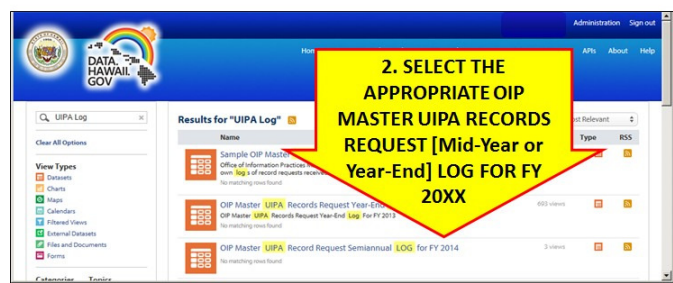 Administration Sign out
DATA.
HAWAII.
GOV
APIs About Help
UIPA Log ×
Clear All Options
View Types
Datasets
Charts
Maps
Calendars
Filtered Views
External Datasets
Files and Documents
Forms
Categories Topics
Results for "UIPA Log"
Most Relevant
Name Type RSS
Sample OIP Master
Office of Information Practices
own log s of record requests receive
No matching rows found
OIP Master UIPA Records Request Year-End
OIP Master UIPA Records Request Year-End Log For FY 2013
No matching rows found
693 views
OIP Master UIPA Record Request Semiannual LOG for FY 2014
No matching rows found
3 views
2. SELECT THE
APPROPRIATE OIP
MASTER UIPA RECORDS
REQUEST [Mid-Year or
Year-End] LOG FOR FY
20XX